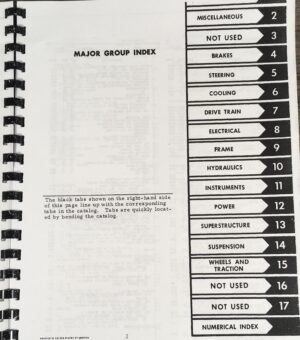 MAJOR GROUP INDEX
The black tabs shown on the right-hand side
of this page line up with the corresponding
tabs in the catalog. Tabs are quickly locat-
ed by bending the catalog.
MISCELLANEOUS 2
NOT USED 3
BRAKES 4
STEERING 5
COOLING 6
DRIVE TRAIN 7
ELECTRICAL 8
FRAME 9
HYDRAULICS 10
INSTRUMENTS 11
POWER 12
SUPERSTRUCTURE 13
SUSPENSION 14
WHEELS AND
TRACTION 15
NOT USED 16
NOT USED 17
NUMERICAL INDEX